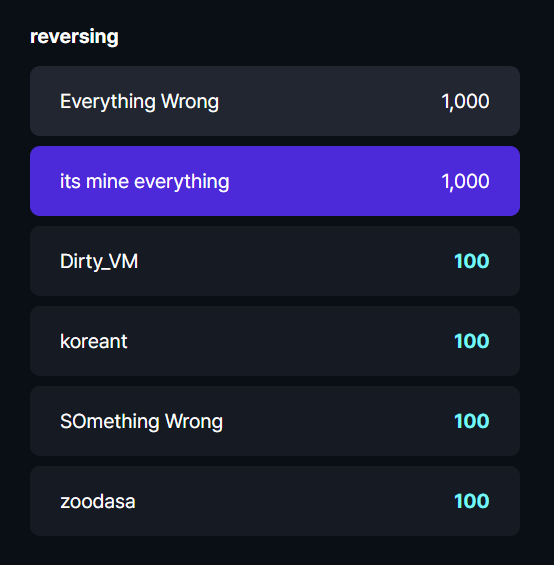 reversing
Everything Wrong 1,000
its mine everything 1,000
Dirty_VM 100
koreant 100
SOmething Wrong 100
zoodasa 100